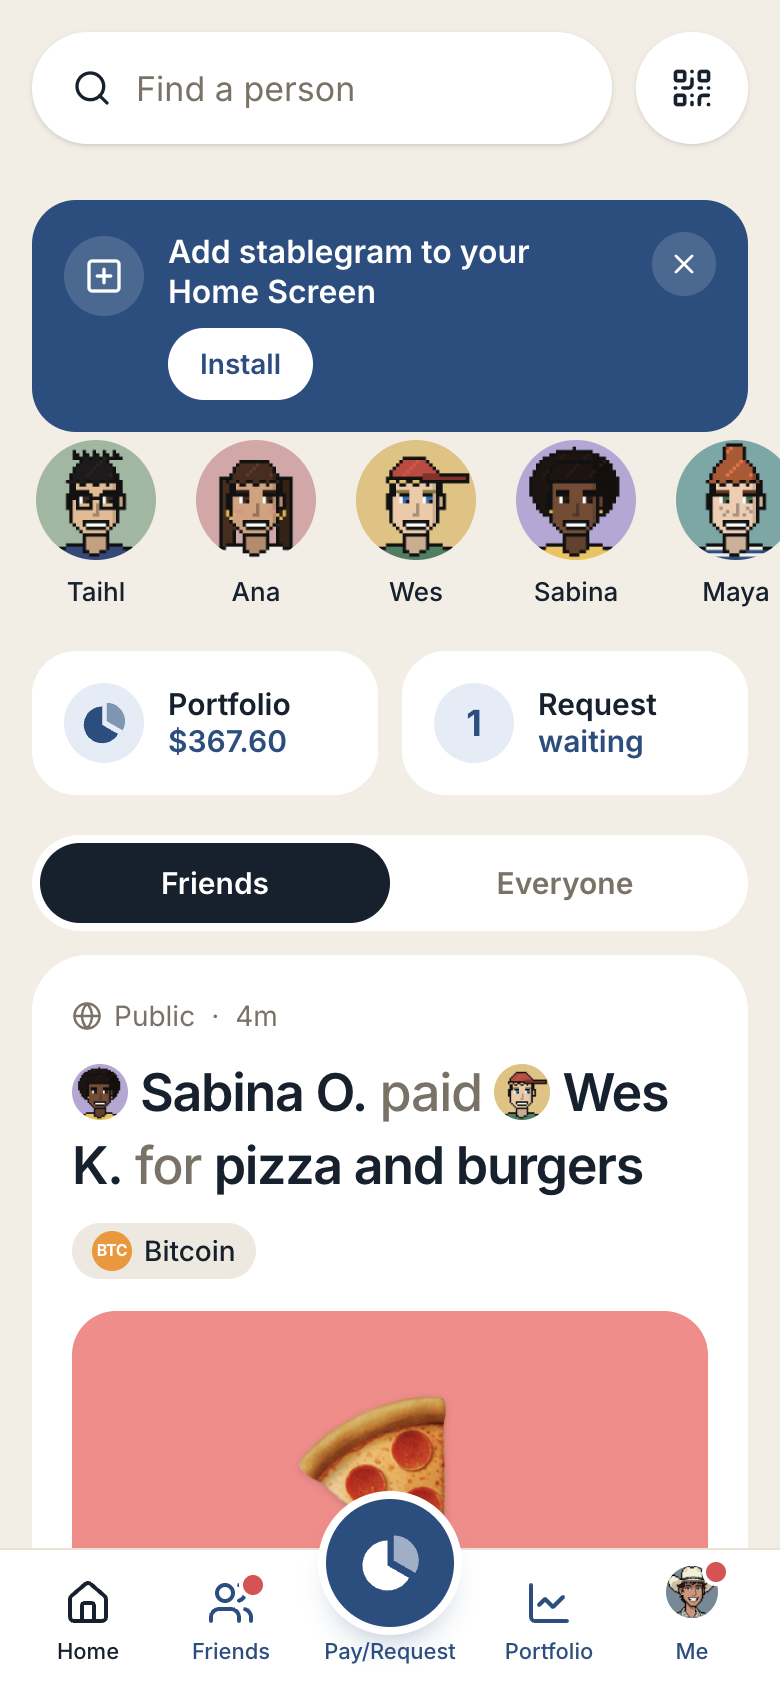 Find a person
Add stablegram to your
Home Screen
Install
Taihl
Ana
Wes
Sabina
Maya
Portfolio
$367.60
1
Request
waiting
Friends
Everyone
Public · 4m
Sabina O. paid Wes
K. for pizza and burgers
BTC Bitcoin
Home
Friends
Pay/Request
Portfolio
Me